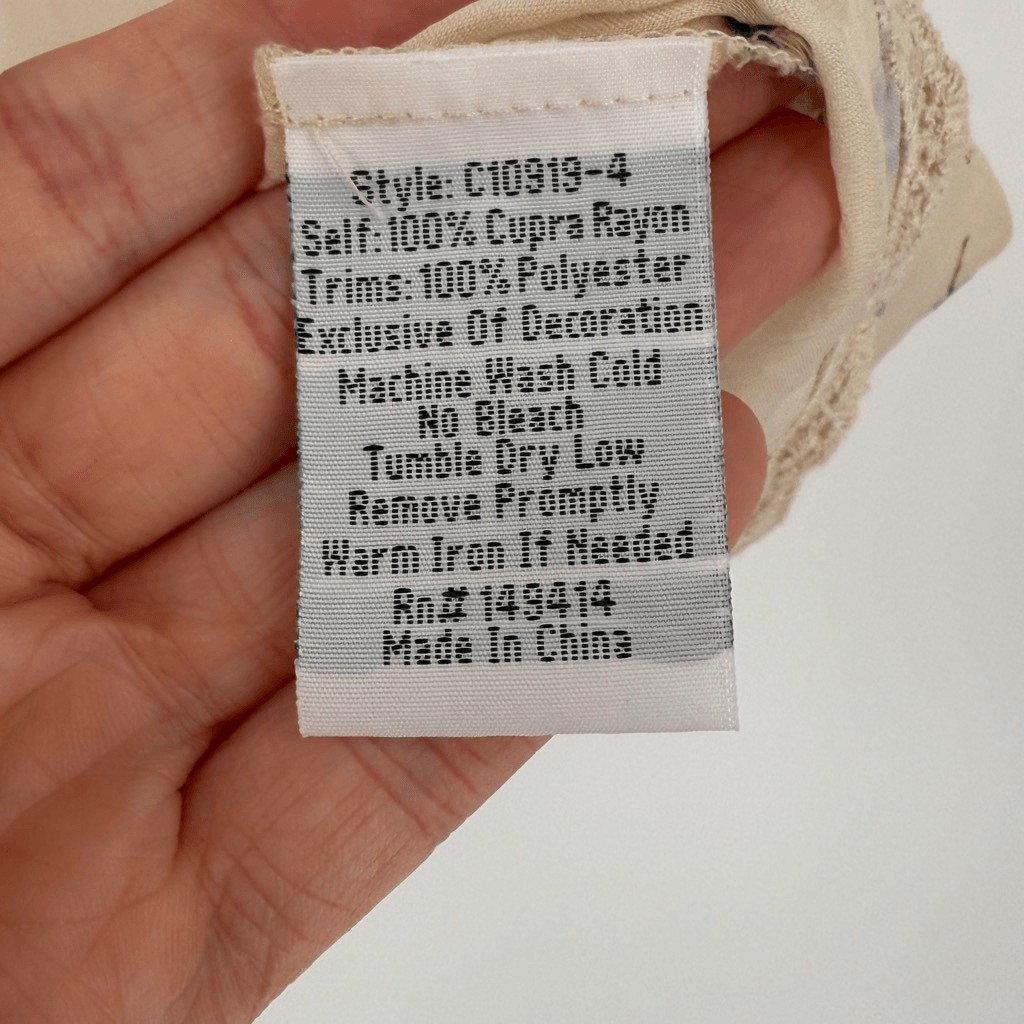 Style: C10919-4
Self: 100% Cupra Rayon
Trims: 100% Polyester
Exclusive Of Decoration
Machine Wash Cold
No Bleach
Tumble Dry Low
Remove Promptly
Warm Iron If Needed
Rn# 149414
Made In China